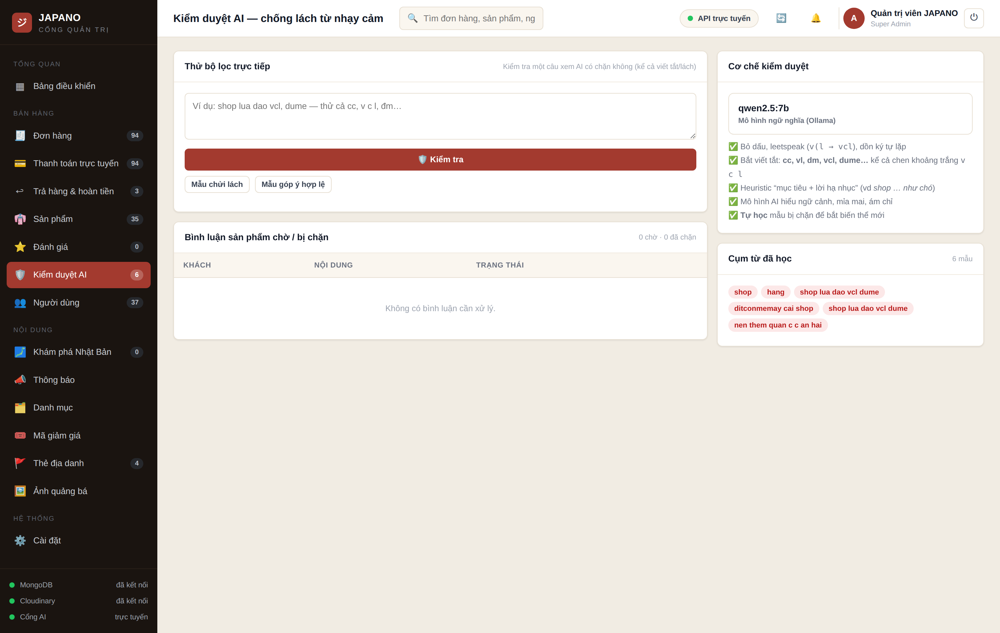 ジ
JAPANO
CỔNG QUẢN TRỊ
TỔNG QUAN
Bảng điều khiển
BÁN HÀNG
Đơn hàng 94
Thanh toán trực tuyến 94
Trả hàng & hoàn tiền 3
Sản phẩm 35
Đánh giá 0
Kiểm duyệt AI 6
Người dùng 37
NỘI DUNG
Khám phá Nhật Bản 0
Thông báo
Danh mục
Mã giảm giá
Thẻ địa danh 4
Ảnh quảng bá
HỆ THỐNG
Cài đặt
MongoDB đã kết nối
Cloudinary đã kết nối
Cổng AI trực tuyến
Kiểm duyệt AI — chống lách từ nhạy cảm
Tìm đơn hàng, sản phẩm, ng
API trực tuyến
A
Quản trị viên JAPANO
Super Admin
Thử bộ lọc trực tiếp
Kiểm tra một câu xem AI có chặn không (kể cả viết tắt/lách)
Ví dụ: shop lua dao vcl, dume — thử cả cc, v c l, đm…
Kiểm tra
Mẫu chửi lách
Mẫu góp ý hợp lệ
Bình luận sản phẩm chờ / bị chặn
0 chờ · 0 đã chặn
KHÁCH NỘI DUNG TRẠNG THÁI
Không có bình luận cần xử lý.
Cơ chế kiểm duyệt
qwen2.5:7b
Mô hình ngữ nghĩa (Ollama)
✅ Bỏ dấu, leetspeak (v(l → vcl), dồn ký tự lặp
✅ Bắt viết tắt: cc, vl, dm, vcl, dume… kể cả chen khoảng trắng v
c l
✅ Heuristic “mục tiêu + lời hạ nhục” (vd shop … như chó)
✅ Mô hình AI hiểu ngữ cảnh, mỉa mai, ám chỉ
✅ Tự học mẫu bị chặn để bắt biến thể mới
Cụm từ đã học
6 mẫu
shop hang shop lua dao vcl dume
ditconmemay cai shop shop lua dao vcl dume
nen them quan c c an hai